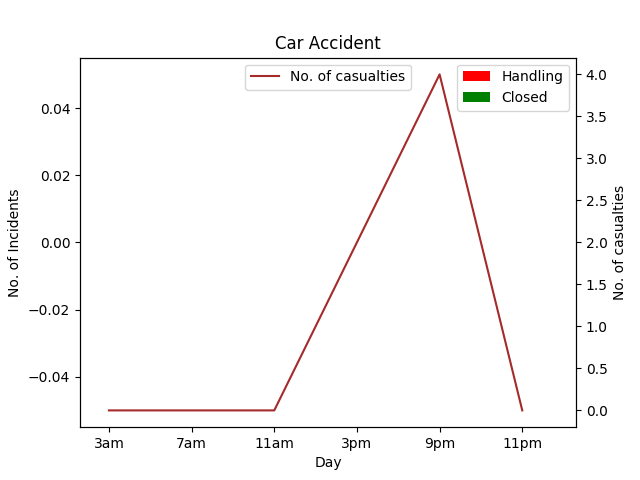 Car Accident
No. of casualties
Handling
Closed
0.04
0.02
0.00
−0.02
−0.04
No. of Incidents
4.0
3.5
3.0
2.5
2.0
1.5
1.0
0.5
0.0
No. of casualties
3am 7am 11am 3pm 9pm 11pm
Day